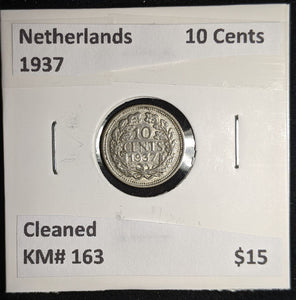 Netherlands 10 Cents
1937
10
CENTS
1937
Cleaned
KM# 163 $15